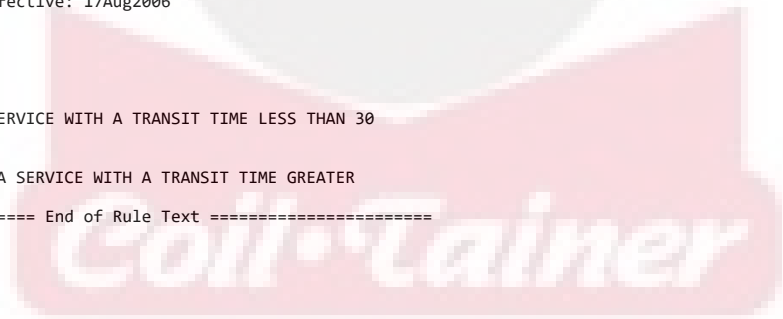 fective: 17Aug2006
ERVICE WITH A TRANSIT TIME LESS THAN 30
A SERVICE WITH A TRANSIT TIME GREATER
==== End of Rule Text =======================
Coil•Tainer